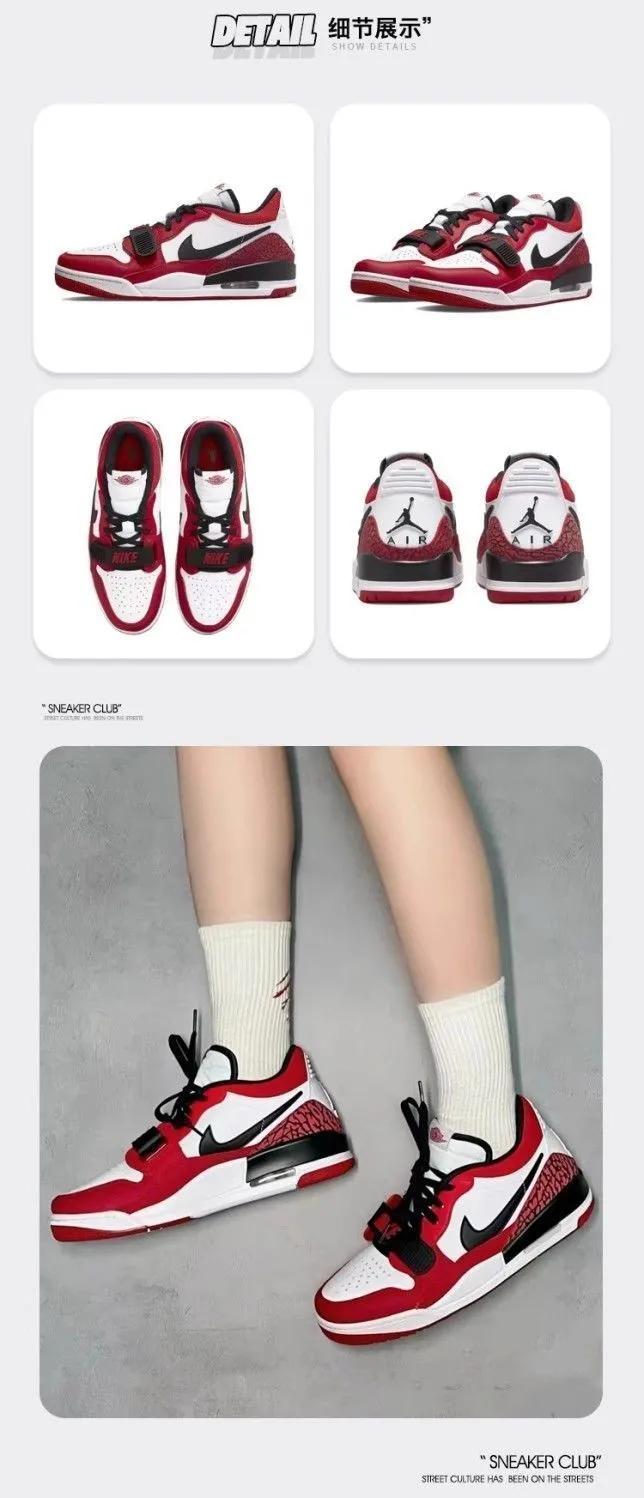 DETAIL 细节展示”
SHOW DETAILS
NIKE NIKE
AIR AIR
“ SNEAKER CLUB”
STREET CULTURE HAS BEEN ON THE STREETS
“ SNEAKER CLUB”
STREET CULTURE HAS BEEN ON THE STREETS